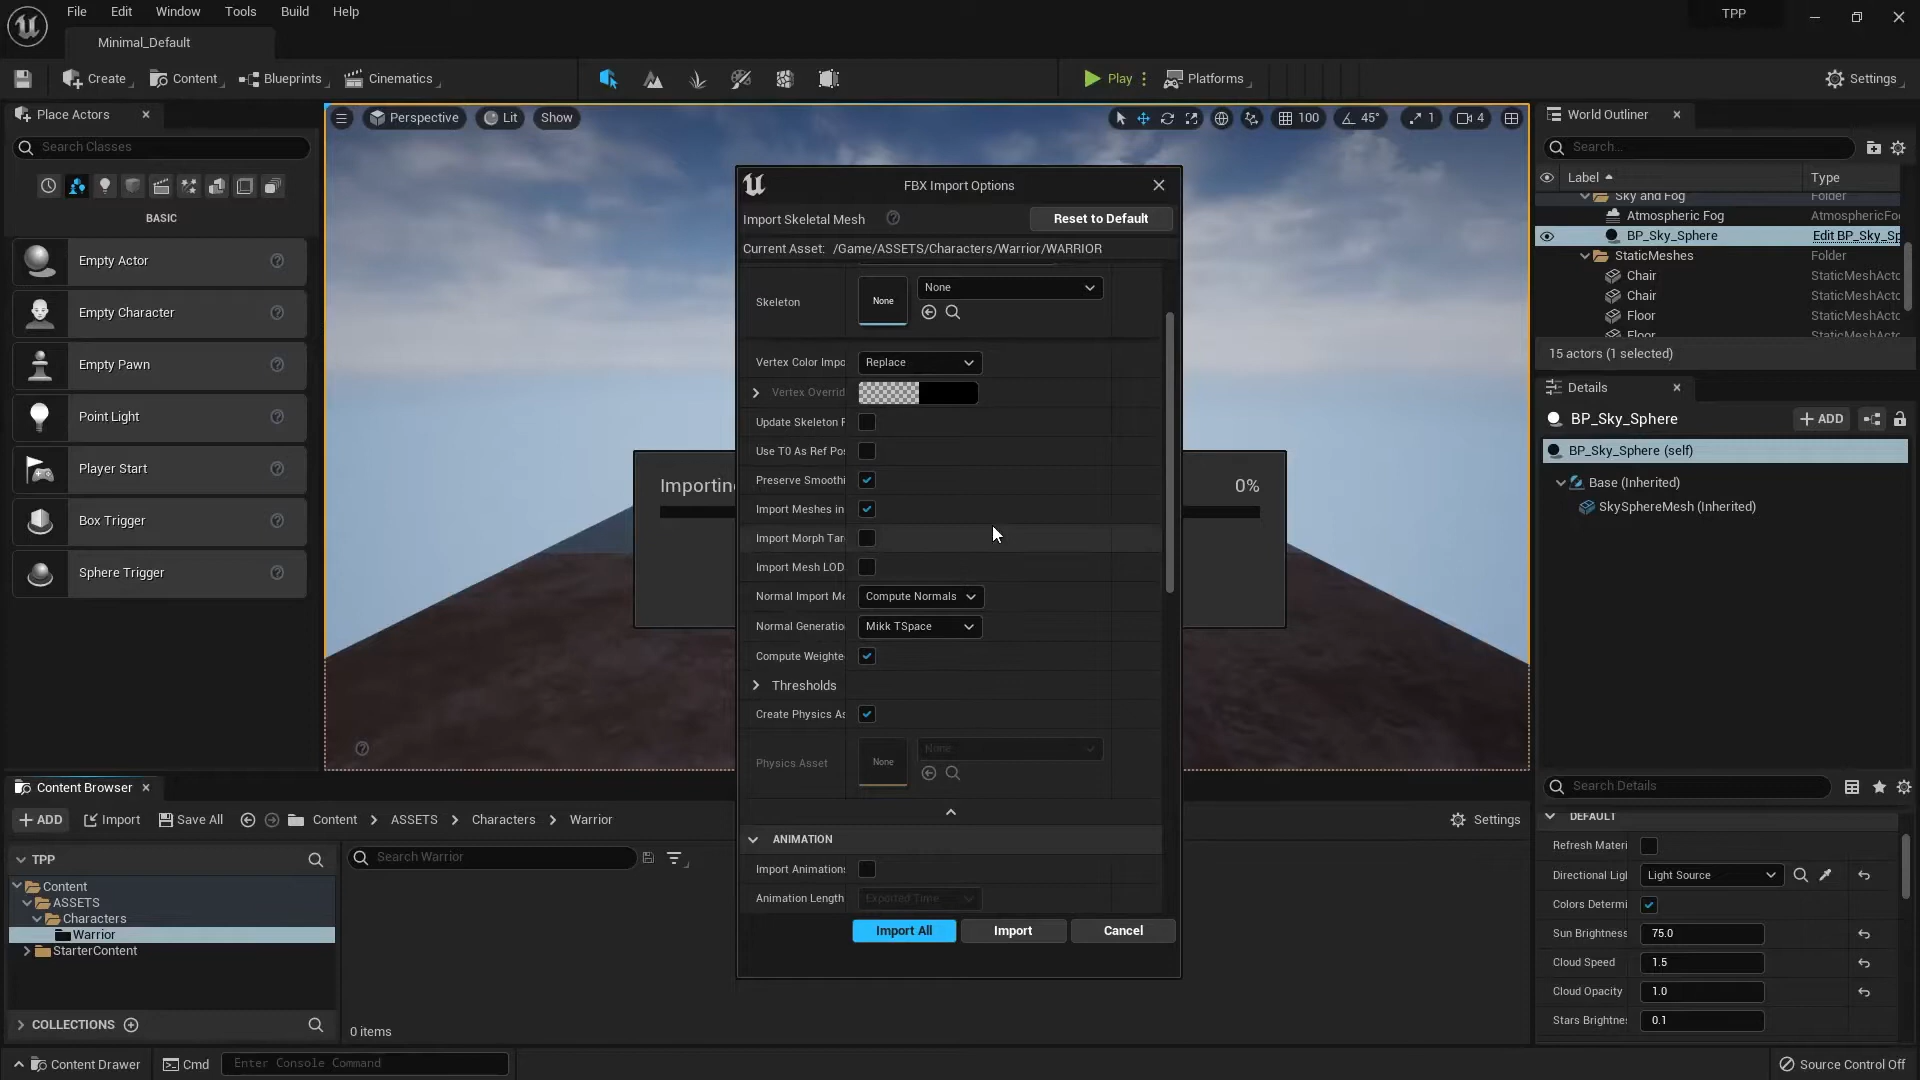 File Edit Window Tools Build Help
TPP
Minimal_Default
Create Content Blueprints Cinematics Play Platforms Settings
Place Actors
Search Classes
BASIC
Empty Actor
Empty Character
Empty Pawn
Point Light
Player Start
Box Trigger
Sphere Trigger
Perspective Lit Show
100 45° 1 4
FBX Import Options
Import Skeletal Mesh Reset to Default
Current Asset: /Game/ASSETS/Characters/Warrior/WARRIOR
Skeleton None None
Vertex Color Impo Replace
Vertex Overrid
Update Skeleton F
Use T0 As Ref Pos
Preserve Smoothi
Import Meshes in
Import Morph Tar
Import Mesh LOD
Normal Import Me Compute Normals
Normal Generatio Mikk TSpace
Compute Weighte
Thresholds
Create Physics As
Physics Asset None None
ANIMATION
Import Animations
Animation Length Exported Time
Import All Import Cancel
Importing
0%
World Outliner
Search...
Label Type
Sky and Fog Folder
Atmospheric Fog AtmosphericFo
BP_Sky_Sphere Edit BP_Sky_Sp
StaticMeshes Folder
Chair StaticMeshActo
Chair StaticMeshActo
Floor StaticMeshActo
Floor StaticMeshActo
15 actors (1 selected)
Details
BP_Sky_Sphere ADD
BP_Sky_Sphere (self)
Base (Inherited)
SkySphereMesh (Inherited)
Search Details
DEFAULT
Refresh Materi
Directional Ligl Light Source
Colors Determi
Sun Brightness 75.0
Cloud Speed 1.5
Cloud Opacity 1.0
Stars Brightne: 0.1
Content Browser
ADD Import Save All Content ASSETS Characters Warrior Settings
TPP
Content
ASSETS
Characters
Warrior
StarterContent
COLLECTIONS
Search Warrior
0 items
Content Drawer Cmd Enter Console Command Source Control Off